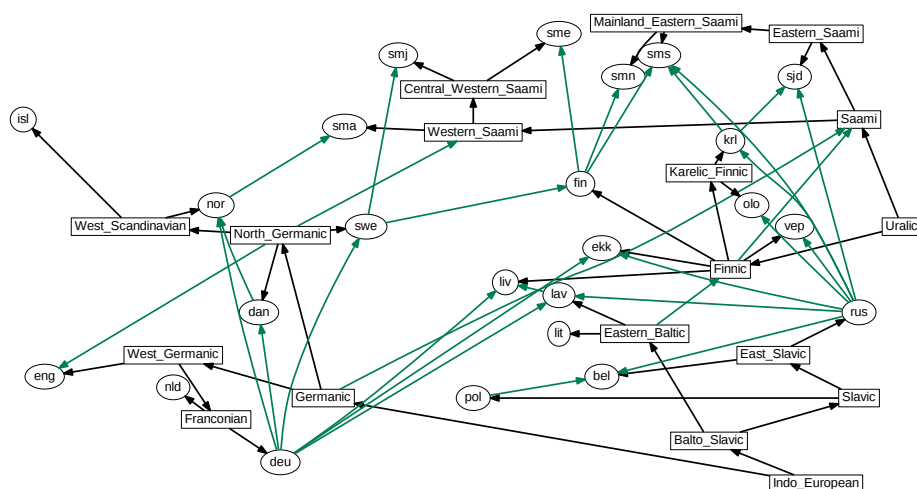 Mainland_Eastern_Saami
sme
Eastern_Saami
smj
sms
smn
sjd
Central_Western_Saami
isl
sma
Western_Saami
Saami
krl
Karelic_Finnic
fin
nor
olo
West_Scandinavian
North_Germanic
swe
vep
Uralic
ekk
Finnic
liv
lav
dan
rus
lit
Eastern_Baltic
West_Germanic
East_Slavic
eng
nld
bel
Germanic
pol
Slavic
Franconian
Balto_Slavic
deu
Indo_European